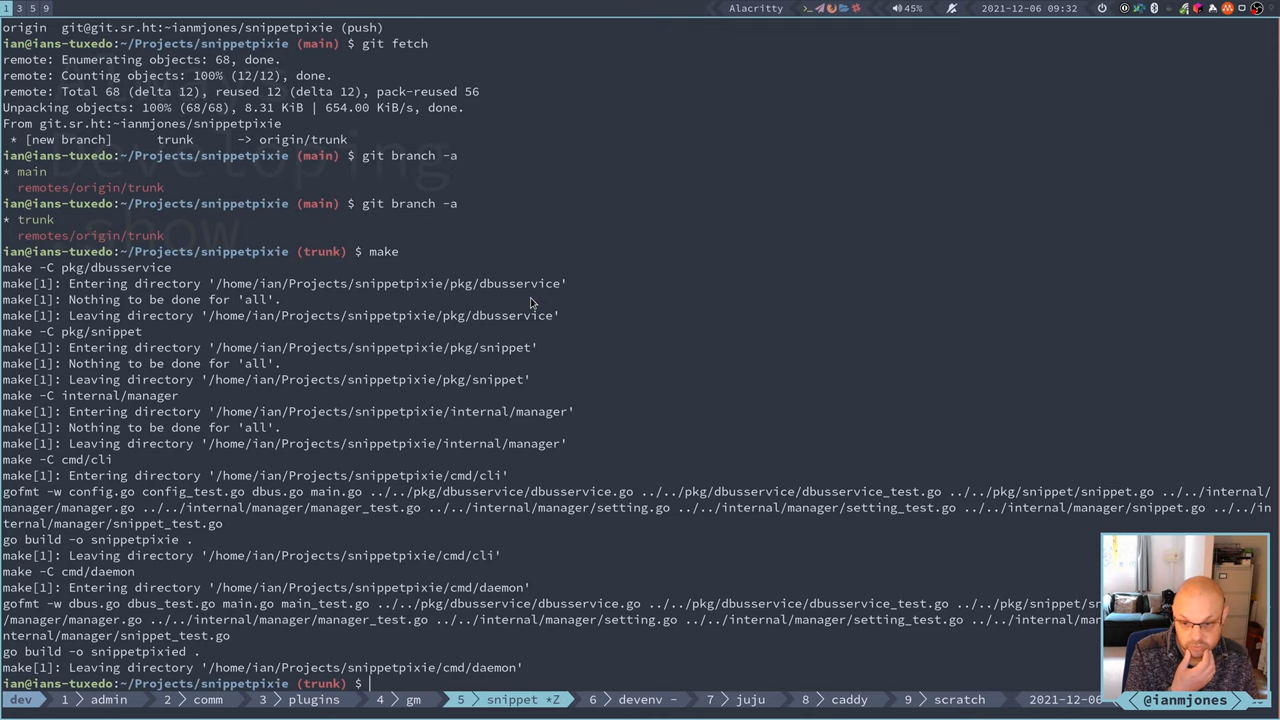 1 3 5 9 Alacritty 45% 2021-12-06 09:32
origin git@git.sr.ht:~ianmjones/snippetpixie (push)
ian@ians-tuxedo:~/Projects/snippetpixie (main) $ git fetch
remote: Enumerating objects: 68, done.
remote: Counting objects: 100% (12/12), done.
remote: Total 68 (delta 12), reused 12 (delta 12), pack-reused 56
Unpacking objects: 100% (68/68), 8.31 KiB | 654.00 KiB/s, done.
From git.sr.ht:~ianmjones/snippetpixie
* [new branch] trunk -> origin/trunk
ian@ians-tuxedo:~/Projects/snippetpixie (main) $ git branch -a
* main
remotes/origin/trunk
ian@ians-tuxedo:~/Projects/snippetpixie (main) $ git branch -a
* trunk
remotes/origin/trunk
ian@ians-tuxedo:~/Projects/snippetpixie (trunk) $ make
make -C pkg/dbusservice
make[1]: Entering directory '/home/ian/Projects/snippetpixie/pkg/dbusservice'
make[1]: Nothing to be done for 'all'.
make[1]: Leaving directory '/home/ian/Projects/snippetpixie/pkg/dbusservice'
make -C pkg/snippet
make[1]: Entering directory '/home/ian/Projects/snippetpixie/pkg/snippet'
make[1]: Nothing to be done for 'all'.
make[1]: Leaving directory '/home/ian/Projects/snippetpixie/pkg/snippet'
make -C internal/manager
make[1]: Entering directory '/home/ian/Projects/snippetpixie/internal/manager'
make[1]: Nothing to be done for 'all'.
make[1]: Leaving directory '/home/ian/Projects/snippetpixie/internal/manager'
make -C cmd/cli
make[1]: Entering directory '/home/ian/Projects/snippetpixie/cmd/cli'
gofmt -w config.go config_test.go dbus.go main.go ../../pkg/dbusservice/dbusservice.go ../../pkg/dbusservice/dbusservice_test.go ../../pkg/snippet/snippet.go ../../internal/
manager/manager.go ../../internal/manager/manager_test.go ../../internal/manager/setting.go ../../internal/manager/setting_test.go ../../internal/manager/snippet.go ../../in
ternal/manager/snippet_test.go
go build -o snippetpixie .
make[1]: Leaving directory '/home/ian/Projects/snippetpixie/cmd/cli'
make -C cmd/daemon
make[1]: Entering directory '/home/ian/Projects/snippetpixie/cmd/daemon'
gofmt -w dbus.go dbus_test.go main.go main_test.go ../../pkg/dbusservice/dbusservice.go ../../pkg/dbusservice/dbusservice_test.go ../../pkg/snippet/sn
/manager/manager.go ../../internal/manager/manager_test.go ../../internal/manager/setting.go ../../internal/manager/setting_test.go
nternal/manager/snippet_test.go
go build -o snippetpixied .
make[1]: Leaving directory '/home/ian/Projects/snippetpixie/cmd/daemon'
ian@ians-tuxedo:~/Projects/snippetpixie (trunk) $
dev 1 admin 2 comm 3 plugins 4 gm 5 snippet *Z 6 devenv - 7 juju 8 caddy 9 scratch 2021-12-06 @ianmjones